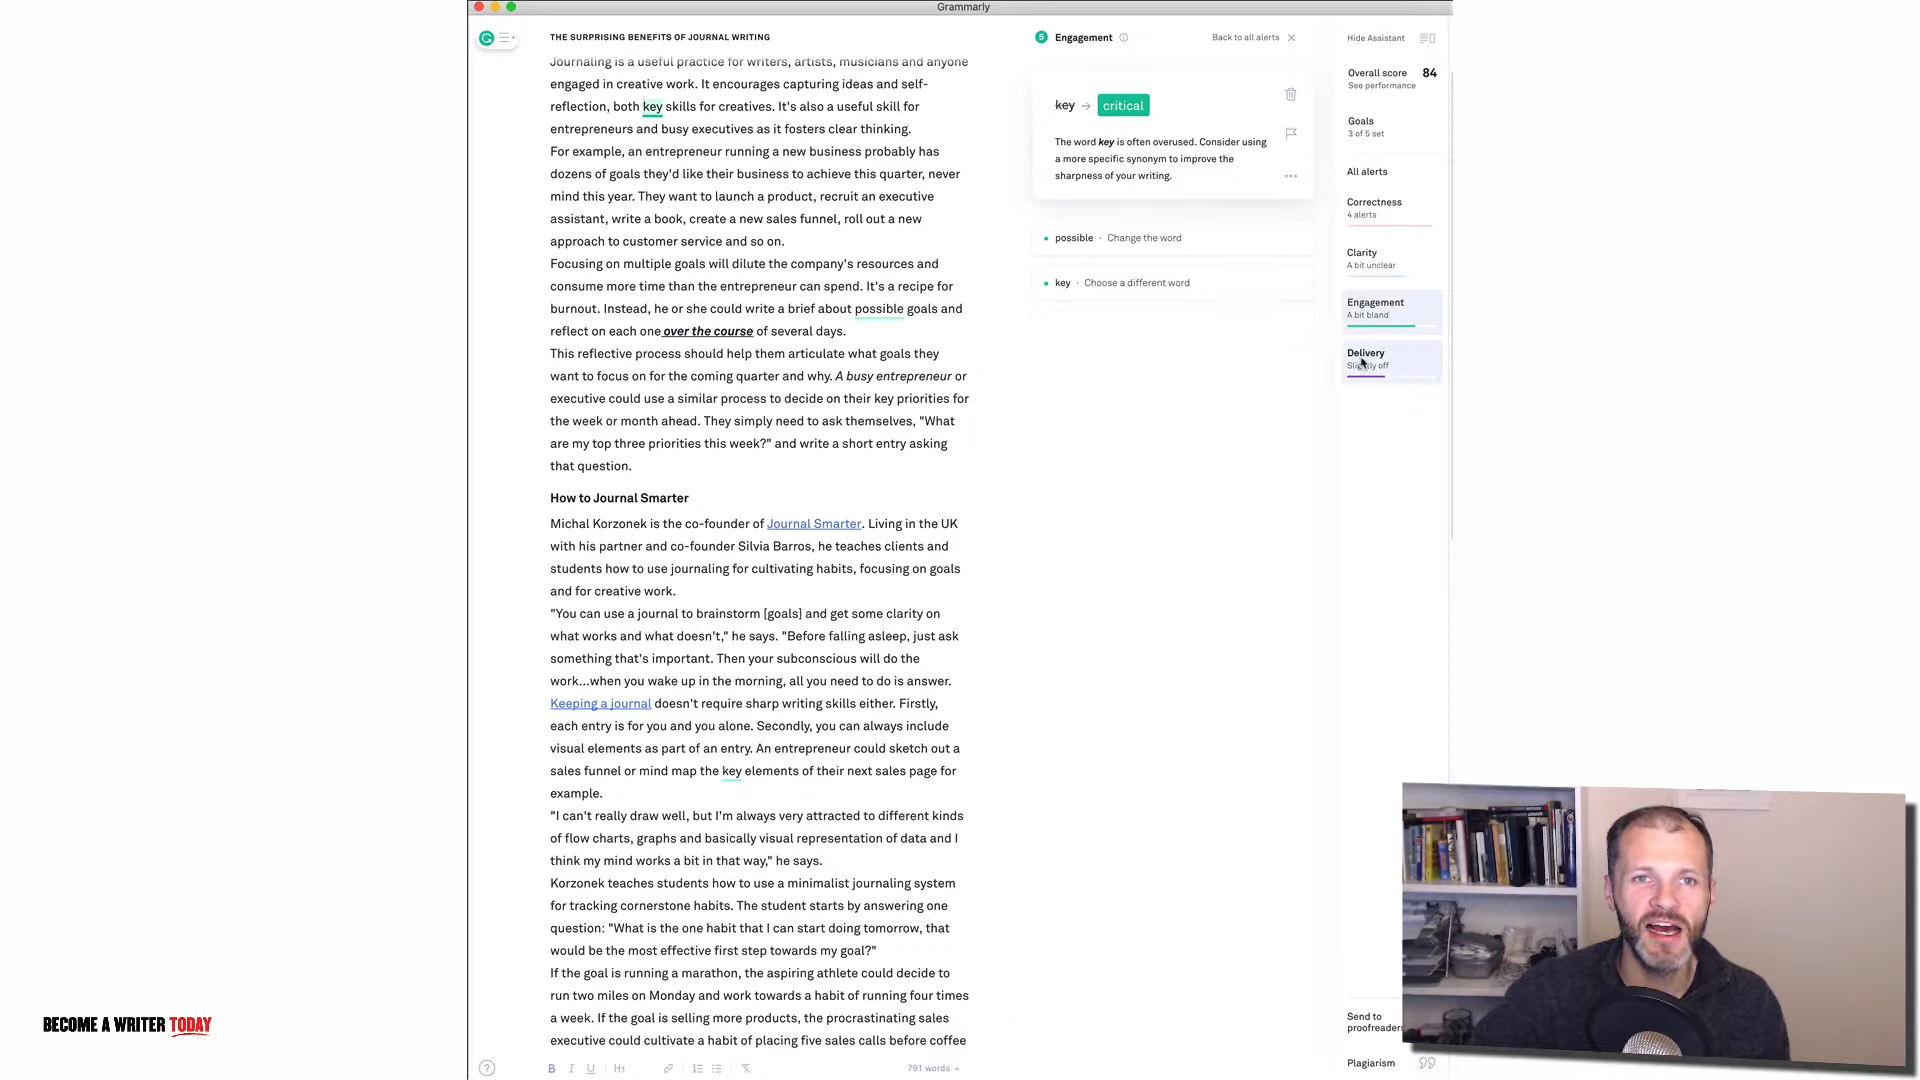 Grammarly
THE SURPRISING BENEFITS OF JOURNAL WRITING
Journaling is a useful practice for writers, artists, musicians and anyone
engaged in creative work. It encourages capturing ideas and self-
reflection, both key skills for creatives. It's also a useful skill for
entrepreneurs and busy executives as it fosters clear thinking.
For example, an entrepreneur running a new business probably has
dozens of goals they'd like their business to achieve this quarter, never
mind this year. They want to launch a product, recruit an executive
assistant, write a book, create a new sales funnel, roll out a new
approach to customer service and so on.
Focusing on multiple goals will dilute the company's resources and
consume more time than the entrepreneur can spend. It's a recipe for
burnout. Instead, he or she could write a brief about possible goals and
reflect on each one over the course of several days.
This reflective process should help them articulate what goals they
want to focus on for the coming quarter and why. A busy entrepreneur or
executive could use a similar process to decide on their key priorities for
the week or month ahead. They simply need to ask themselves, "What
are my top three priorities this week?" and write a short entry asking
that question.
How to Journal Smarter
Michal Korzonek is the co-founder of Journal Smarter. Living in the UK
with his partner and co-founder Silvia Barros, he teaches clients and
students how to use journaling for cultivating habits, focusing on goals
and for creative work.
"You can use a journal to brainstorm [goals] and get some clarity on
what works and what doesn't," he says. "Before falling asleep, just ask
something that's important. Then your subconscious will do the
work...when you wake up in the morning, all you need to do is answer.
Keeping a journal doesn't require sharp writing skills either. Firstly,
each entry is for you and you alone. Secondly, you can always include
visual elements as part of an entry. An entrepreneur could sketch out a
sales funnel or mind map the key elements of their next sales page for
example.
"I can't really draw well, but I'm always very attracted to different kinds
of flow charts, graphs and basically visual representation of data and I
think my mind works a bit in that way," he says.
Korzonek teaches students how to use a minimalist journaling system
for tracking cornerstone habits. The student starts by answering one
question: "What is the one habit that I can start doing tomorrow, that
would be the most effective first step towards my goal?"
If the goal is running a marathon, the aspiring athlete could decide to
run two miles on Monday and work towards a habit of running four times
a week. If the goal is selling more products, the procrastinating sales
executive could cultivate a habit of placing five sales calls before coffee
B I U H1
791 words
5 Engagement
Back to all alerts
key → critical
The word key is often overused. Consider using
a more specific synonym to improve the
sharpness of your writing.
possible · Change the word
key · Choose a different word
Hide Assistant
Overall score 84
See performance
Goals
3 of 5 set
All alerts
Correctness
4 alerts
Clarity
A bit unclear
Engagement
A bit bland
Delivery
Slightly off
Send to
proofreaders
Plagiarism
BECOME A WRITER TODAY